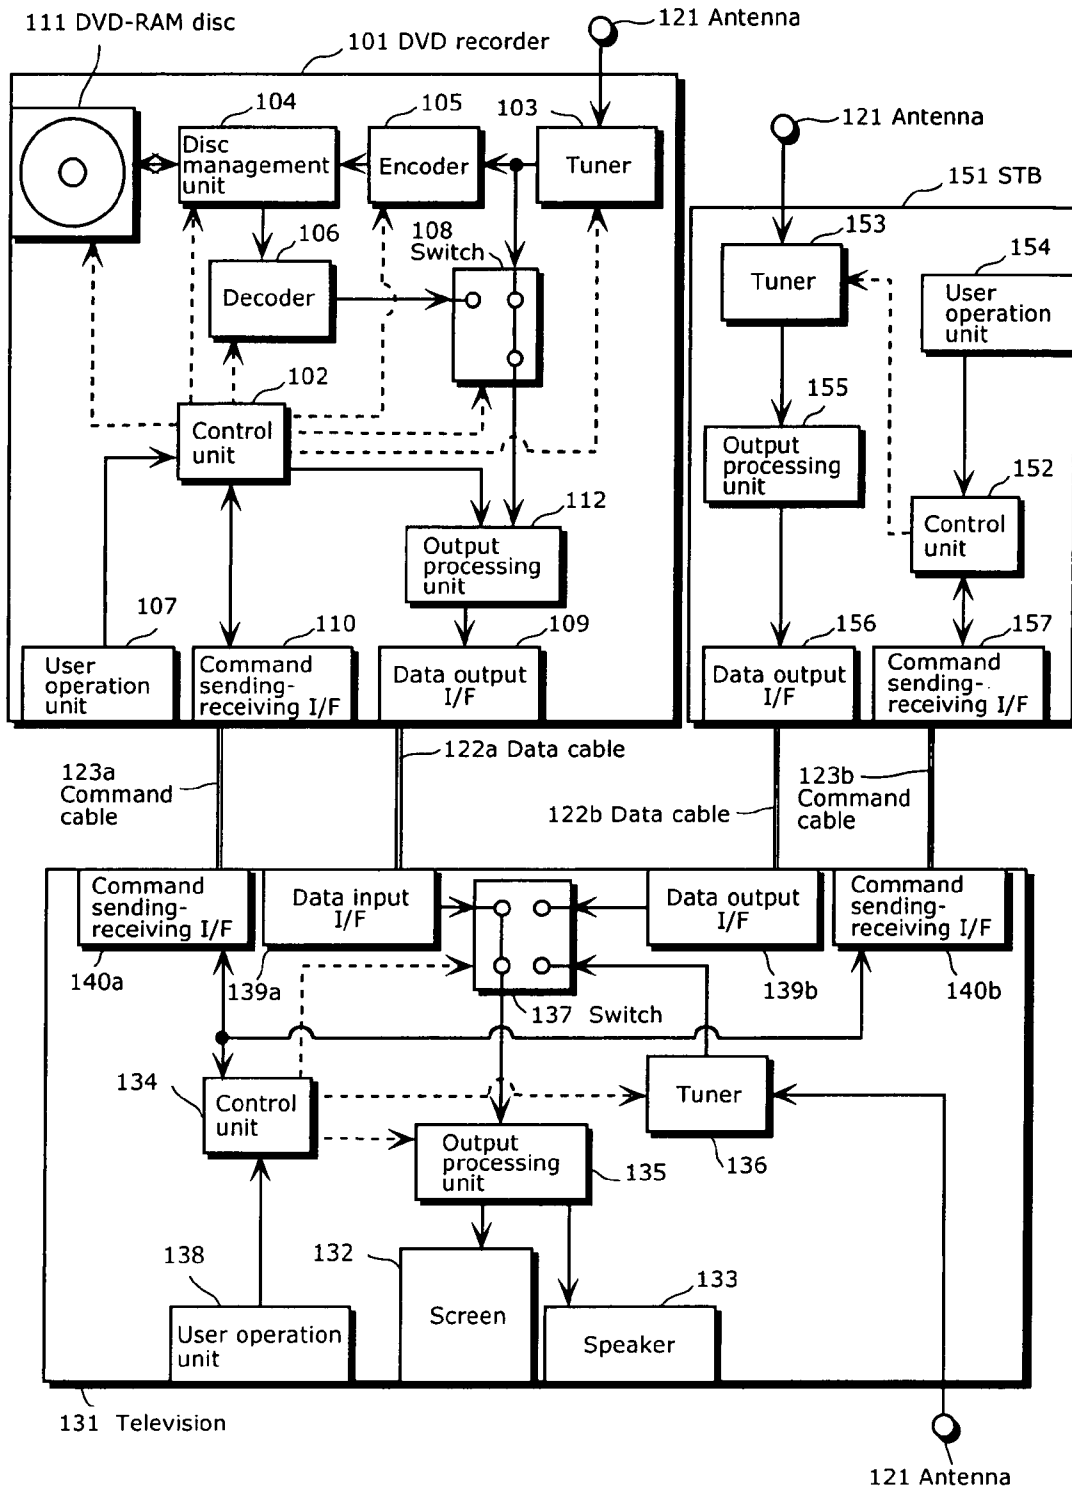 111 DVD-RAM disc
101 DVD recorder
121 Antenna
104
105
103
Disc
management
unit
Encoder
Tuner
106
108
Switch
Decoder
102
Control
unit
112
Output
processing
unit
107
110
109
User
operation
unit
Command
sending-
receiving I/F
Data output
I/F
121 Antenna
151 STB
153
154
Tuner
User
operation
unit
155
152
Output
processing
unit
Control
unit
156
157
Data output
I/F
Command
sending-
receiving I/F
123a
Command
cable
122a Data cable
122b Data cable
123b
Command
cable
Command
sending-
receiving I/F
Data input
I/F
Data output
I/F
Command
sending-
receiving I/F
140a
139a
137 Switch
139b
140b
134
Control
unit
Tuner
136
Output
processing
unit
135
138
132
133
User operation
unit
Screen
Speaker
131 Television
121 Antenna